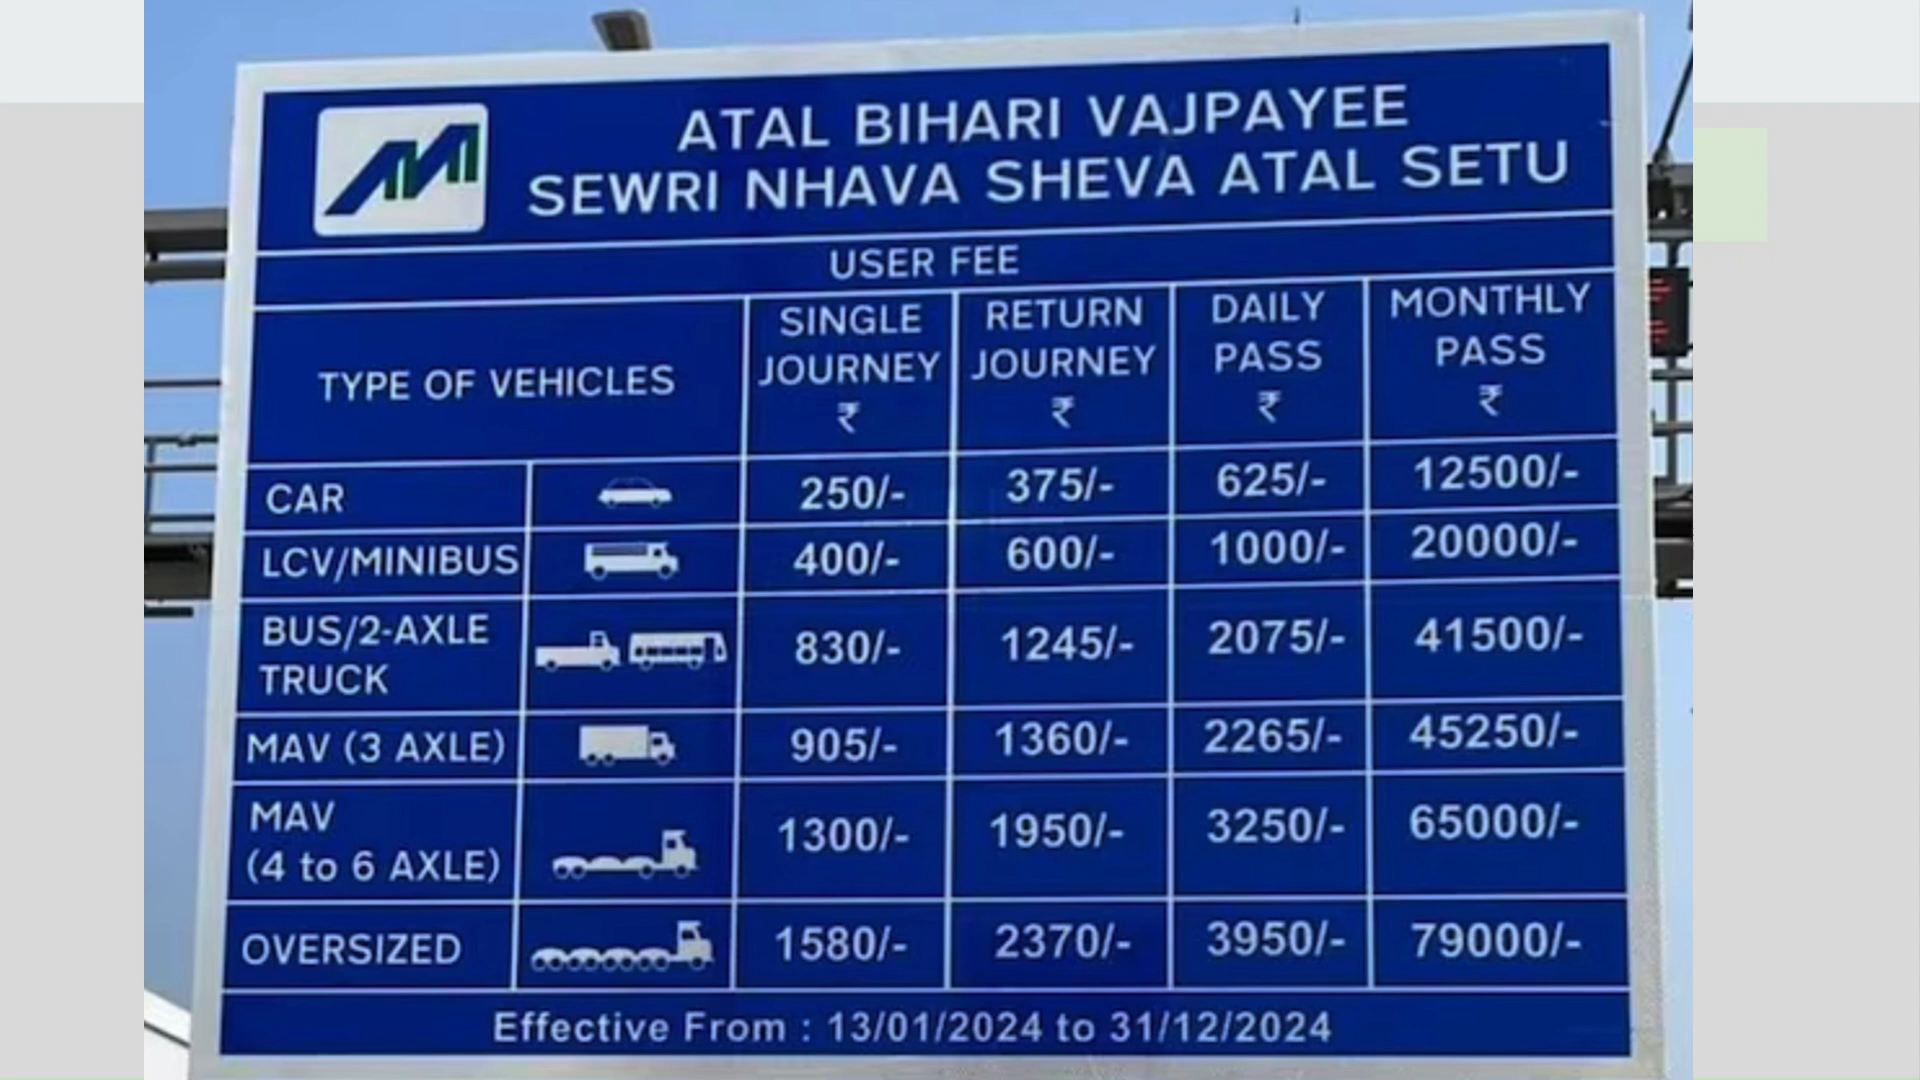 ATAL BIHARI VAJPAYEE
SEWRI NHAVA SHEVA ATAL SETU
USER FEE
TYPE OF VEHICLES
SINGLE JOURNEY ₹
RETURN JOURNEY ₹
DAILY PASS ₹
MONTHLY PASS ₹
CAR 250/- 375/- 625/- 12500/-
LCV/MINIBUS 400/- 600/- 1000/- 20000/-
BUS/2-AXLE TRUCK 830/- 1245/- 2075/- 41500/-
MAV (3 AXLE) 905/- 1360/- 2265/- 45250/-
MAV (4 to 6 AXLE) 1300/- 1950/- 3250/- 65000/-
OVERSIZED 1580/- 2370/- 3950/- 79000/-
Effective From : 13/01/2024 to 31/12/2024